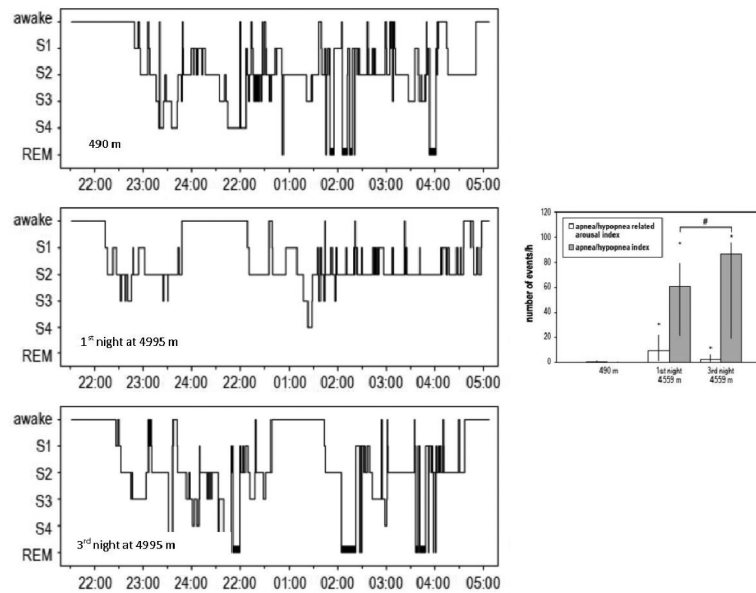 awake
S1
S2
S3
S4
REM
490 m
22:00 23:00 24:00 22:00 01:00 02:00 03:00 04:00 05:00
awake
S1
S2
S3
S4
REM
1st night at 4995 m
22:00 23:00 24:00 22:00 01:00 02:00 03:00 04:00 05:00
awake
S1
S2
S3
S4
REM
3rd night at 4995 m
22:00 23:00 24:00 22:00 01:00 02:00 03:00 04:00 05:00
number of events/h
120
100
80
60
40
20
0
apnea/hypopnea related
arousal index
apnea/hypopnea index
#
*
*
*
*
490 m
1st night
4559 m
3rd night
4559 m